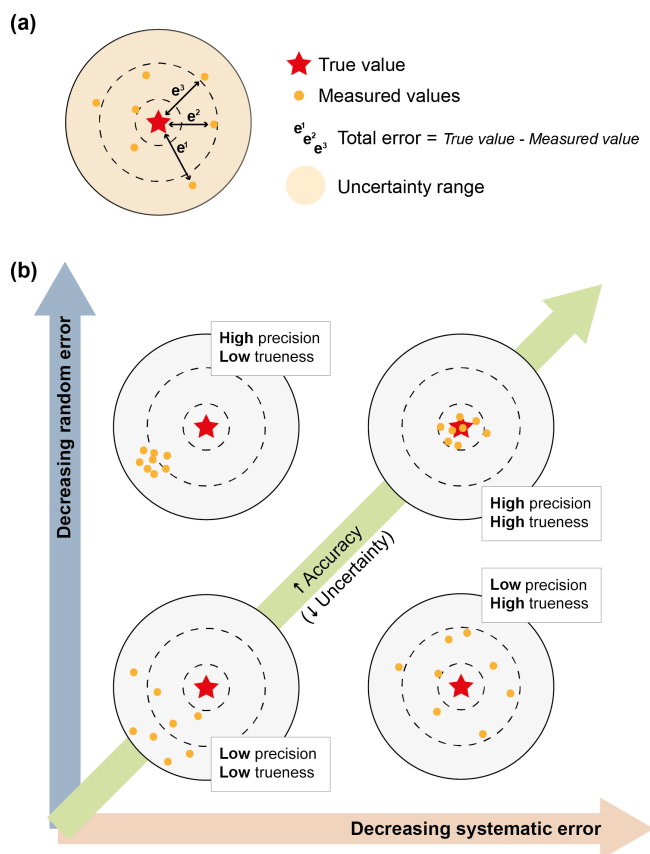 (a)
e³
e²
e¹
True value
Measured values
e¹
e²
e³
Total error = True value - Measured value
Uncertainty range
(b)
Decreasing random error
High precision
Low trueness
High precision
High trueness
↑ Accuracy
(↓ Uncertainty)
Low precision
High trueness
Low precision
Low trueness
Decreasing systematic error